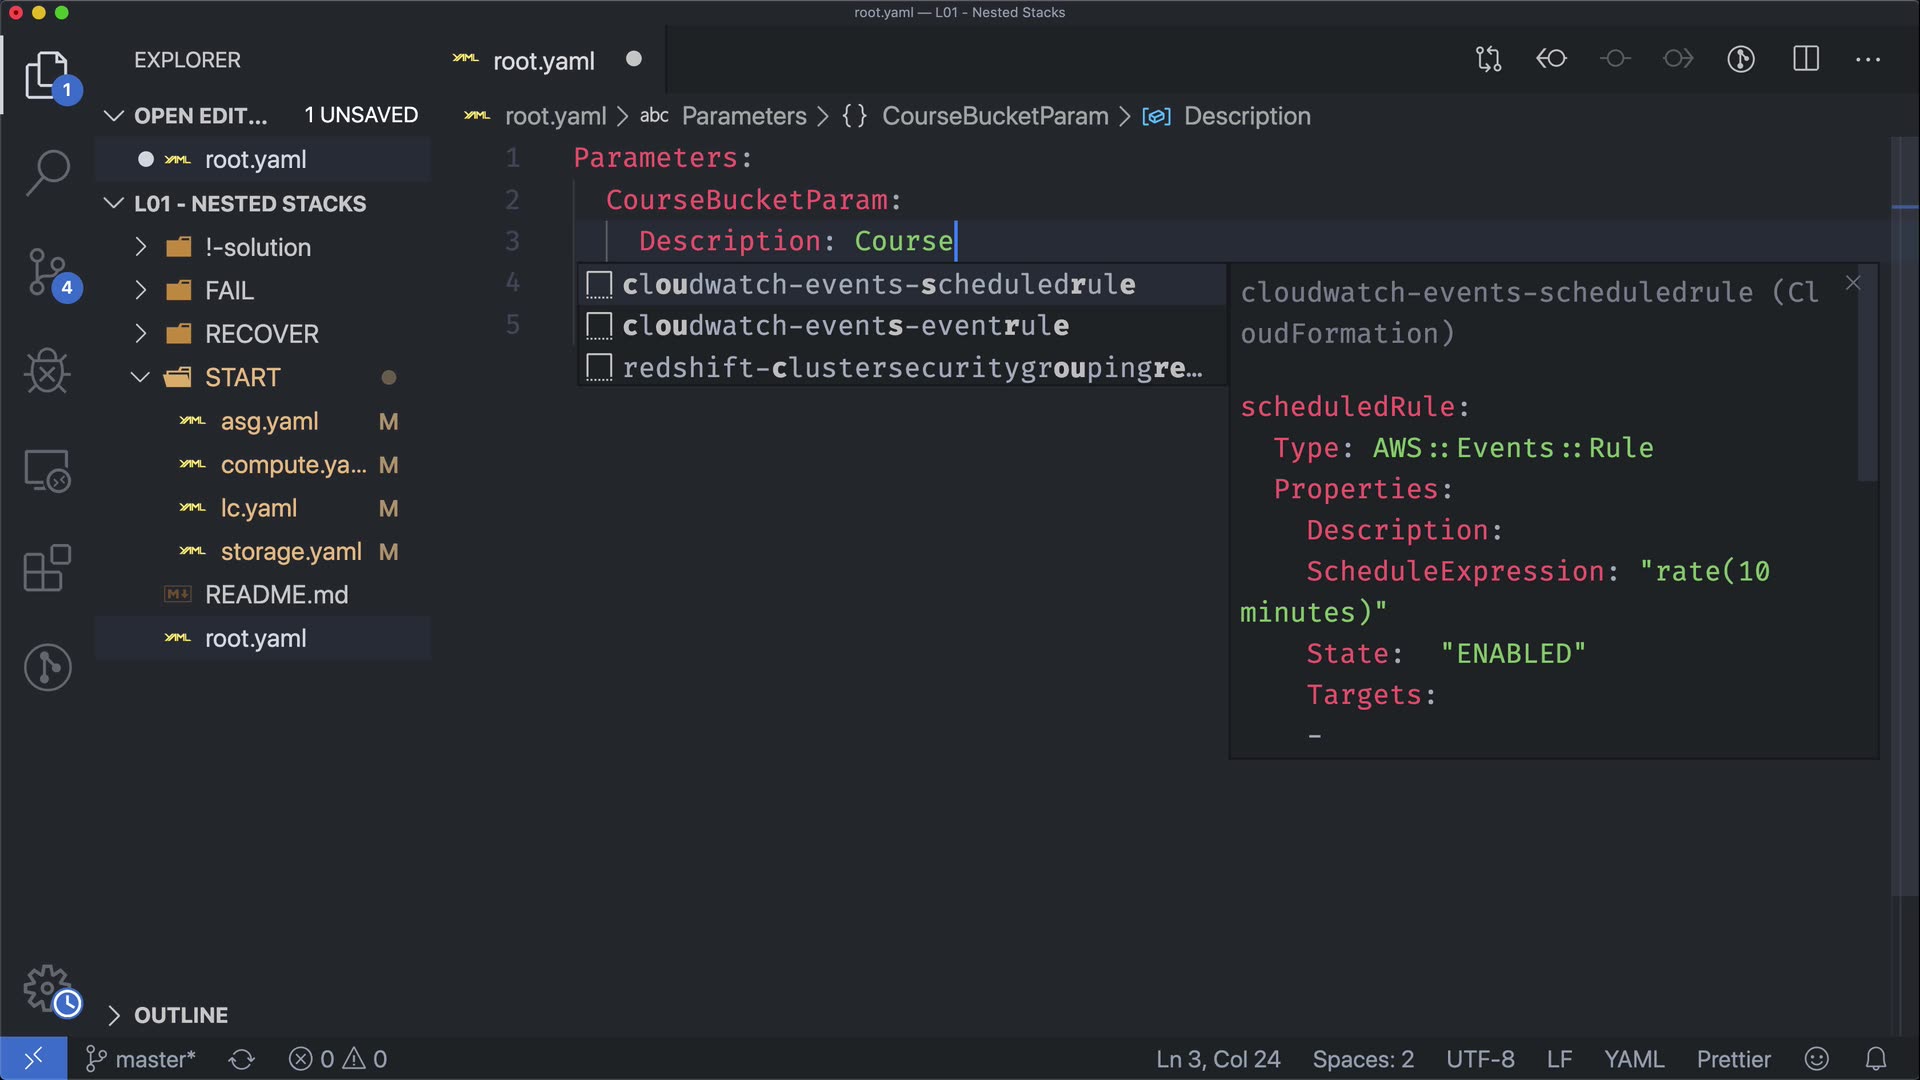 root.yaml — L01 - Nested Stacks
EXPLORER
1
OPEN EDIT... 1 UNSAVED
root.yaml
L01 - NESTED STACKS
!-solution
4
FAIL
RECOVER
START
asg.yaml M
compute.ya... M
lc.yaml M
storage.yaml M
README.md
root.yaml
OUTLINE
root.yaml
root.yaml > abc Parameters > {} CourseBucketParam > Description
1 Parameters:
2 CourseBucketParam:
3 Description: Course
4
5
cloudwatch-events-scheduledrule
cloudwatch-events-eventrule
redshift-clustersecuritygroupingre...
cloudwatch-events-scheduledrule (Cl
oudFormation)
scheduledRule:
Type: AWS::Events::Rule
Properties:
Description:
ScheduleExpression: "rate(10
minutes)"
State: "ENABLED"
Targets:
-
master* 0 0 Ln 3, Col 24 Spaces: 2 UTF-8 LF YAML Prettier